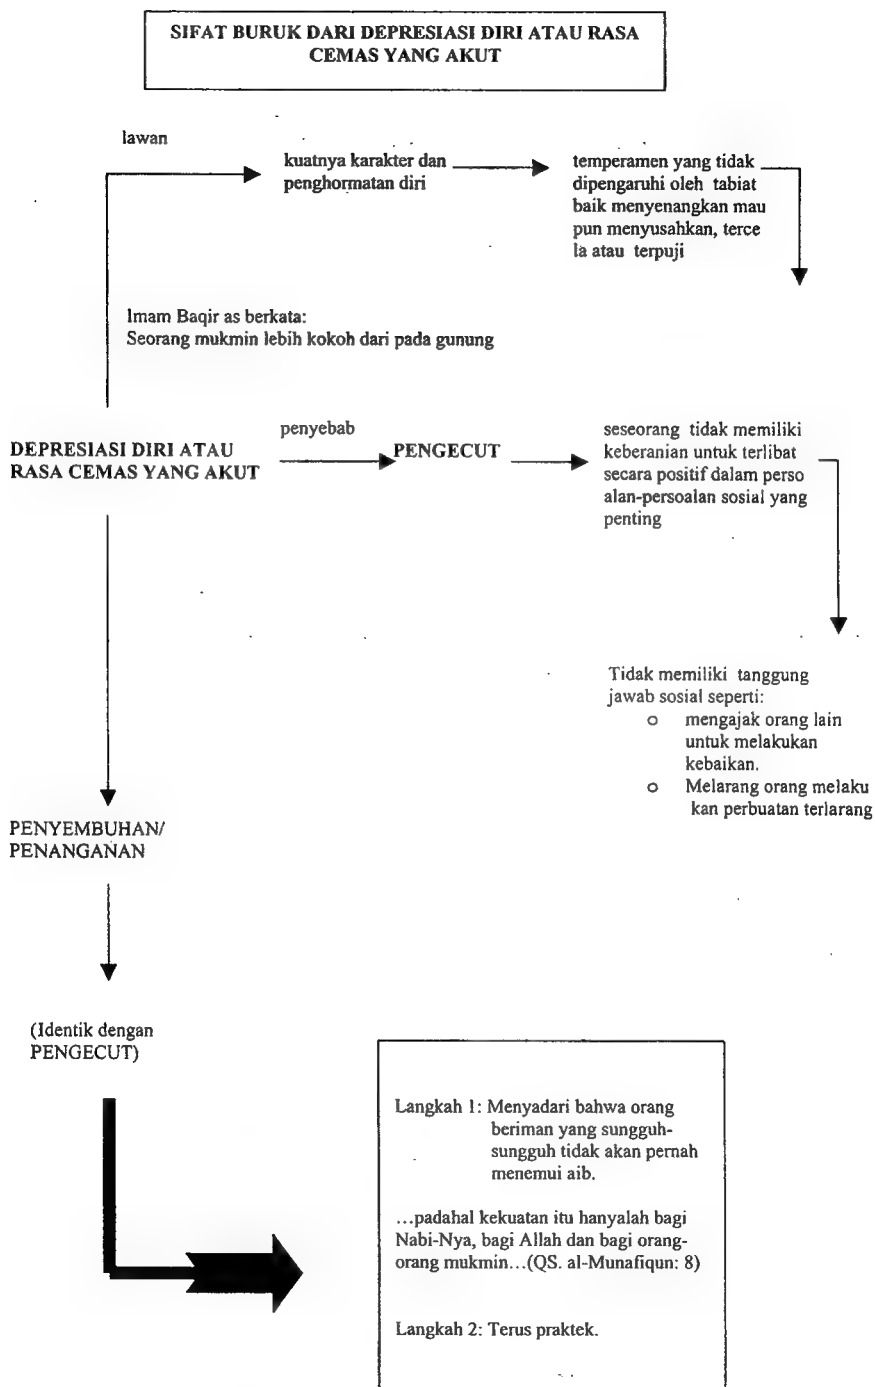 SIFAT BURUK DARI DEPRESIASI DIRI ATAU RASA
CEMAS YANG AKUT
lawan
kuatnya karakter dan
penghormatan diri
temperamen yang tidak
dipengaruhi oleh tabiat
baik menyenangkan mau
pun menyusahkan, terce
la atau terpuji
Imam Baqir as berkata:
Seorang mukmin lebih kokoh dari pada gunung
DEPRESIASI DIRI ATAU
RASA CEMAS YANG AKUT
penyebab
PENGECUT
seseorang tidak memiliki
keberanian untuk terlibat
secara positif dalam perso
alan-persoalan sosial yang
penting
Tidak memiliki tanggung
jawab sosial seperti:
o mengajak orang lain
untuk melakukan
kebaikan.
o Melarang orang melaku
kan perbuatan terlarang
PENYEMBUHAN/
PENANGANAN
(Identik dengan
PENGECUT)
Langkah 1: Menyadari bahwa orang
beriman yang sungguh-
sungguh tidak akan pernah
menemui aib.
…padahal kekuatan itu hanyalah bagi
Nabi-Nya, bagi Allah dan bagi orang-
orang mukmin…(QS. al-Munafiqun: 8)
Langkah 2: Terus praktek.